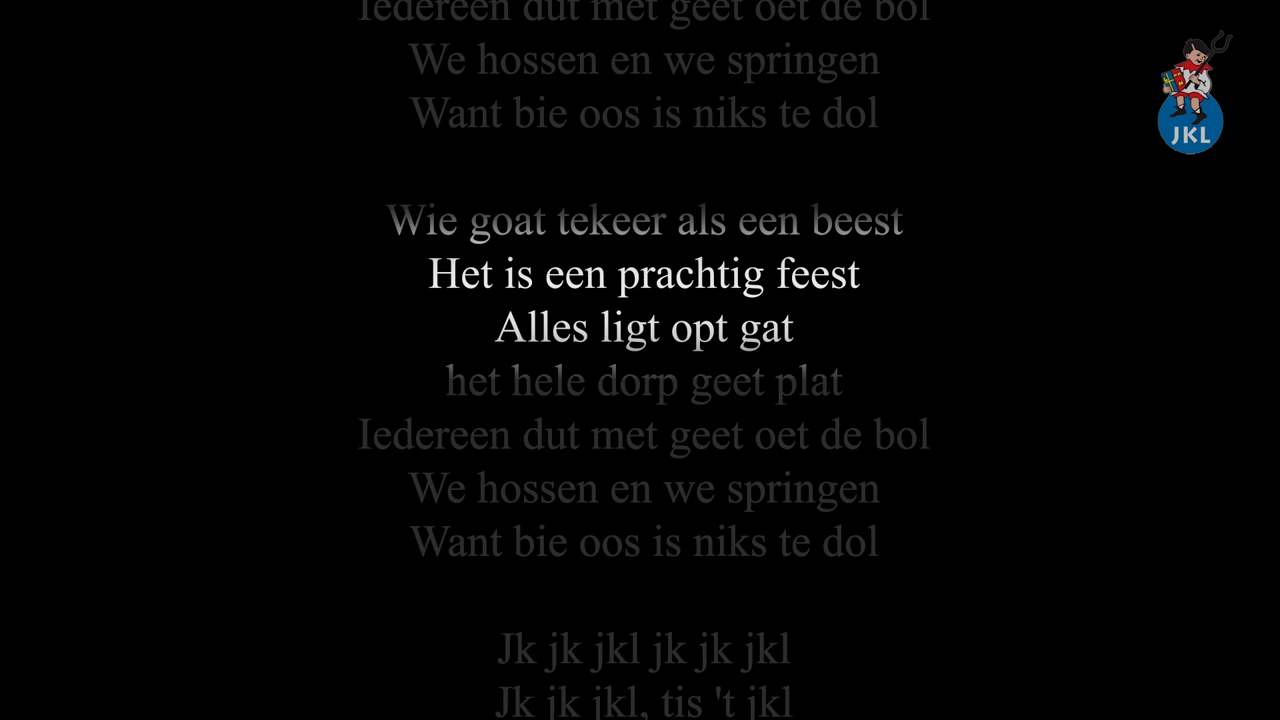 Iedereen dut met geet oet de bol
We hossen en we springen
Want bie oos is niks te dol
Wie goat tekeer als een beest
Het is een prachtig feest
Alles ligt opt gat
het hele dorp geet plat
Iedereen dut met geet oet de bol
We hossen en we springen
Want bie oos is niks te dol
Jk jk jkl jk jk jkl
Jk jk jkl, tis 't jkl
JKL